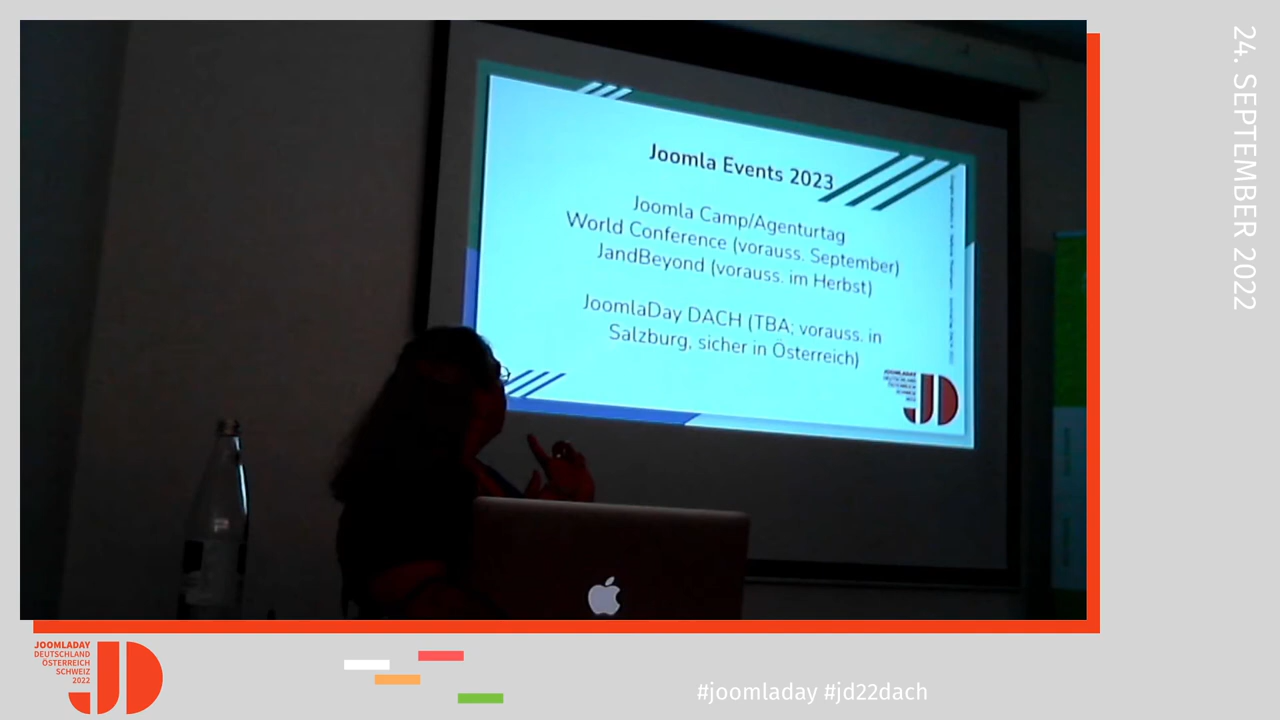 Joomla Events 2023
Joomla Camp/Agenturtag
World Conference (vorauss. September)
JandBeyond (vorauss. im Herbst)
JoomlaDay DACH (TBA; vorauss. in
Salzburg, sicher in Österreich)
24. SEPTEMBER 2022
JOOMLADAY
DEUTSCHLAND
ÖSTERREICH
SCHWEIZ
2022
JD
#joomladay #jd22dach